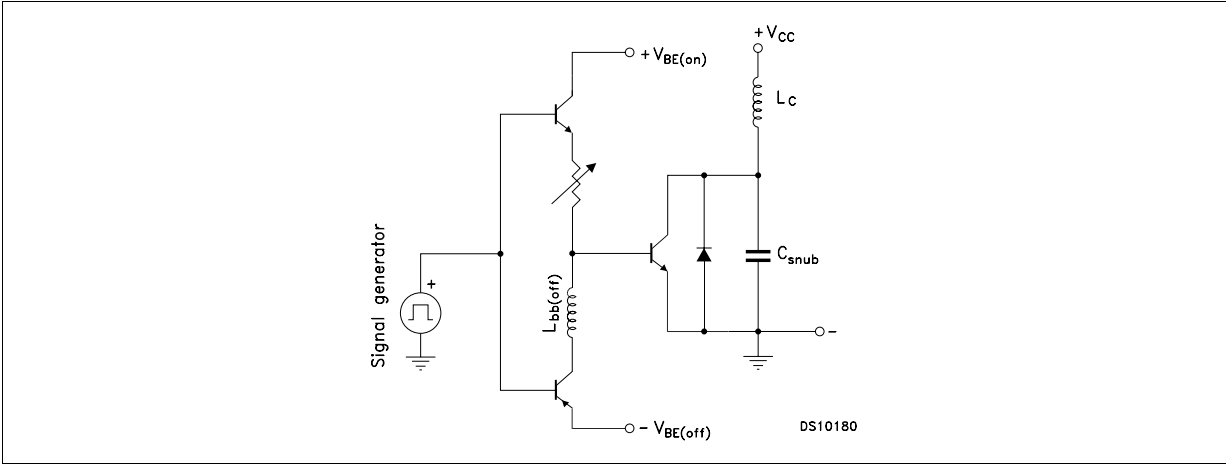 + V_CC
+ V_BE(on)
L_C
C_snub
Signal generator
+
L_bb(off)
-
- V_BE(off)
DS10180